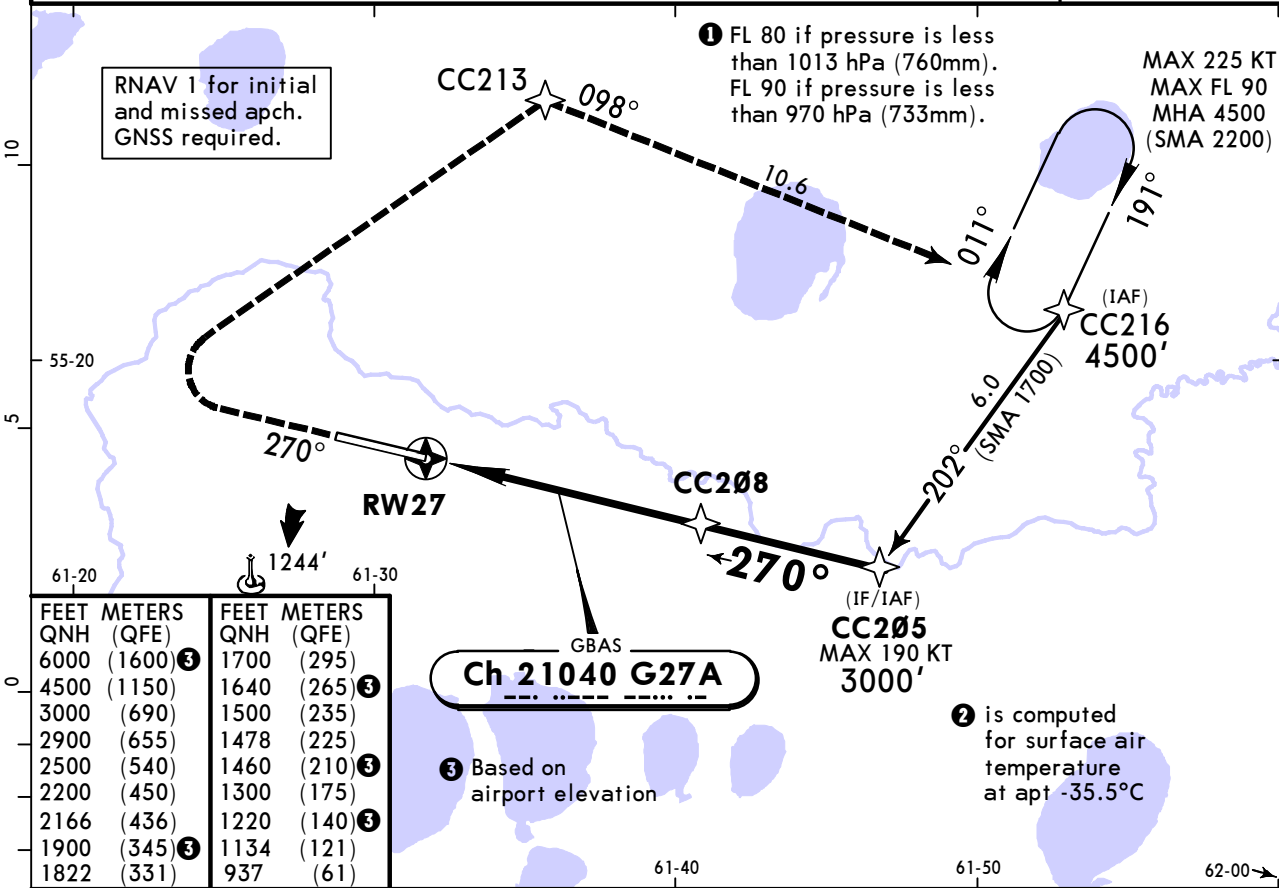 RNAV 1 for initial
and missed apch.
GNSS required.
CC213
098°
❶ FL 80 if pressure is less
than 1013 hPa (760mm).
FL 90 if pressure is less
than 970 hPa (733mm).
MAX 225 KT
MAX FL 90
MHA 4500
(SMA 2200)
10
10.6
011°
191°
(IAF)
CC216
4500'
55-20
6.0
(SMA 1700)
202°
5
270°
RW27
CC2Ø8
270°
(IF/IAF)
CC2Ø5
MAX 190 KT
3000'
1244'
61-20
61-30
GBAS
Ch 21040 G27A
0
FEET METERS FEET METERS
QNH (QFE) QNH (QFE)
6000 (1600)❸ 1700 (295)
4500 (1150) 1640 (265)❸
3000 (690) 1500 (235)
2900 (655) 1478 (225)
2500 (540) 1460 (210)❸
2200 (450) 1300 (175)
2166 (436) 1220 (140)❸
1900 (345)❸ 1134 (121)
1822 (331) 937 (61)
❸ Based on
airport elevation
❷ is computed
for surface air
temperature
at apt -35.5°C
61-40
61-50
62-00